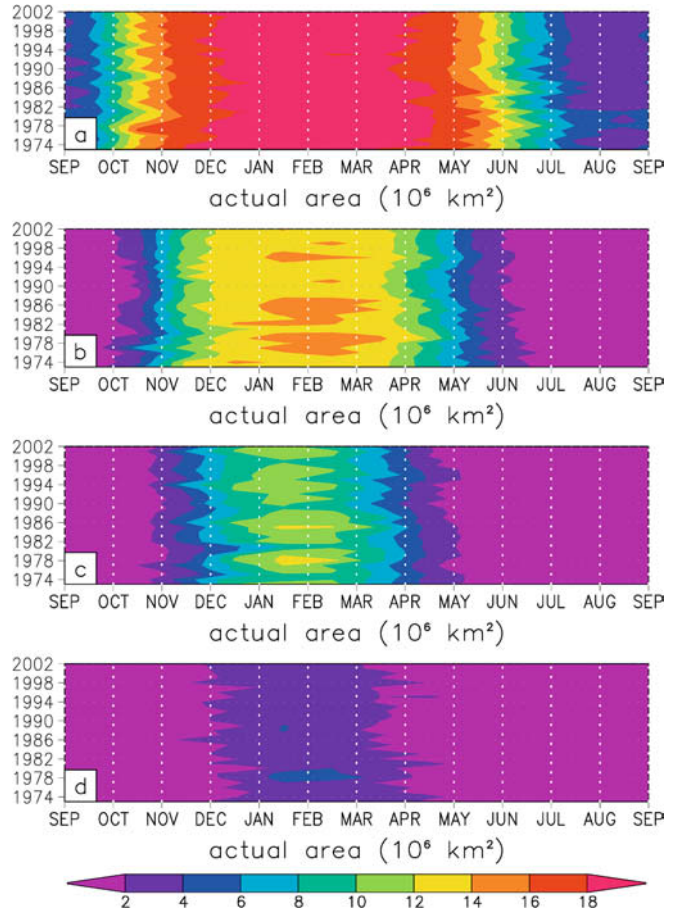 2002
1998
1994
1990
1986
1982
1978
1974
a
SEP OCT NOV DEC JAN FEB MAR APR MAY JUN JUL AUG SEP
actual area (10⁶ km²)
2002
1998
1994
1990
1986
1982
1978
1974
b
SEP OCT NOV DEC JAN FEB MAR APR MAY JUN JUL AUG SEP
actual area (10⁶ km²)
2002
1998
1994
1990
1986
1982
1978
1974
c
SEP OCT NOV DEC JAN FEB MAR APR MAY JUN JUL AUG SEP
actual area (10⁶ km²)
2002
1998
1994
1990
1986
1982
1978
1974
d
SEP OCT NOV DEC JAN FEB MAR APR MAY JUN JUL AUG SEP
actual area (10⁶ km²)
2 4 6 8 10 12 14 16 18